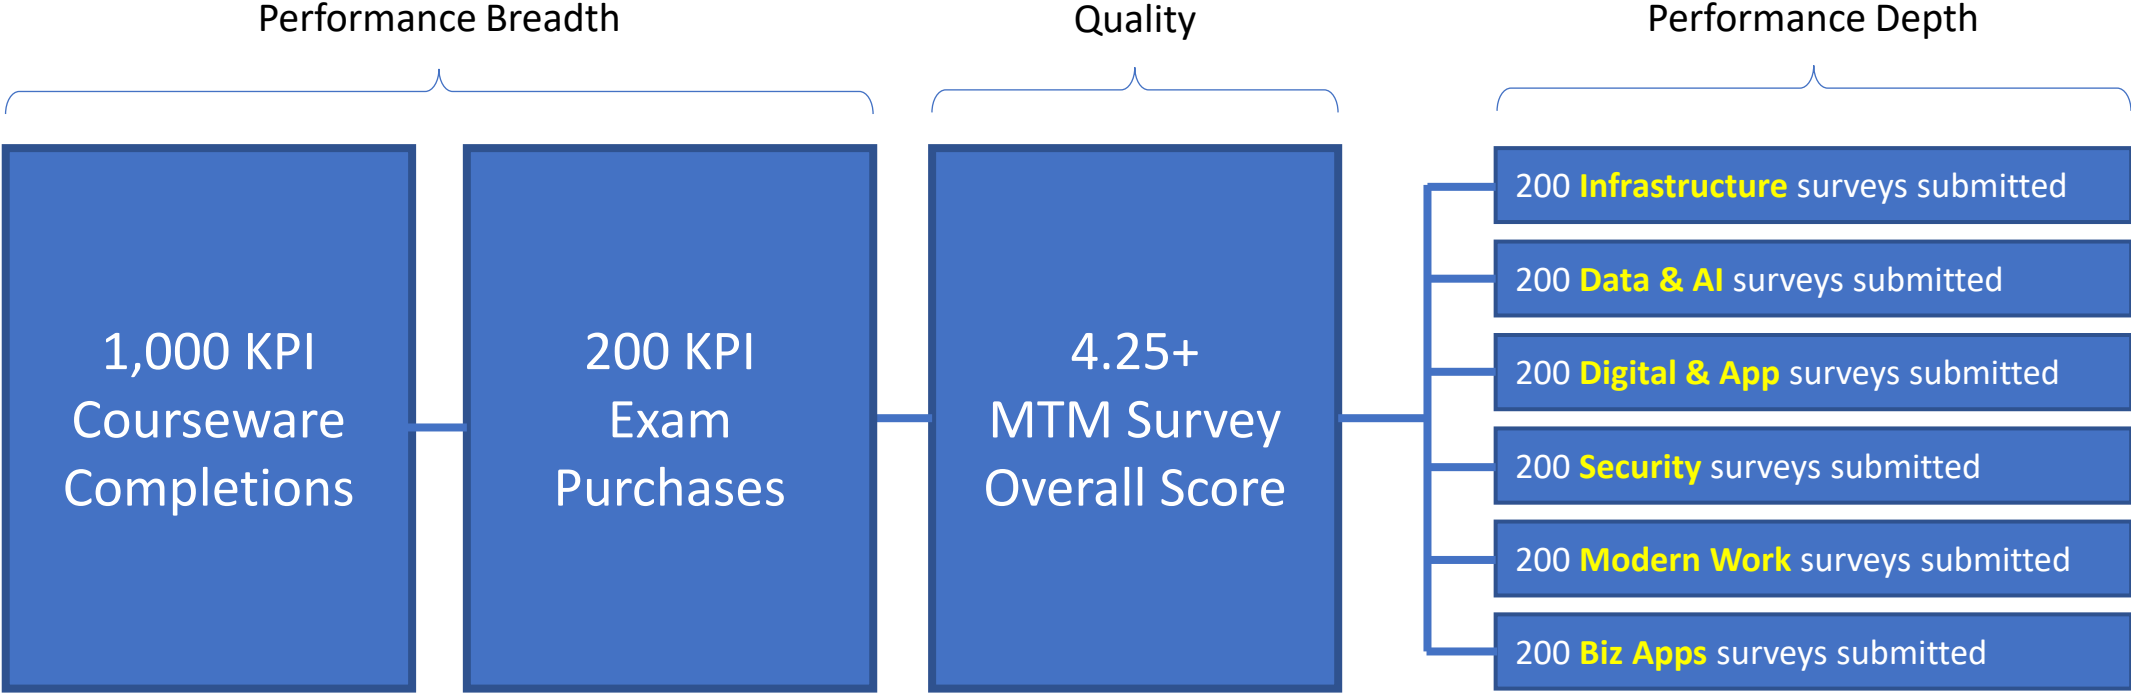 Performance Breadth
Quality
Performance Depth
1,000 KPI
Courseware
Completions
200 KPI
Exam
Purchases
4.25+
MTM Survey
Overall Score
200 Infrastructure surveys submitted
200 Data & AI surveys submitted
200 Digital & App surveys submitted
200 Security surveys submitted
200 Modern Work surveys submitted
200 Biz Apps surveys submitted